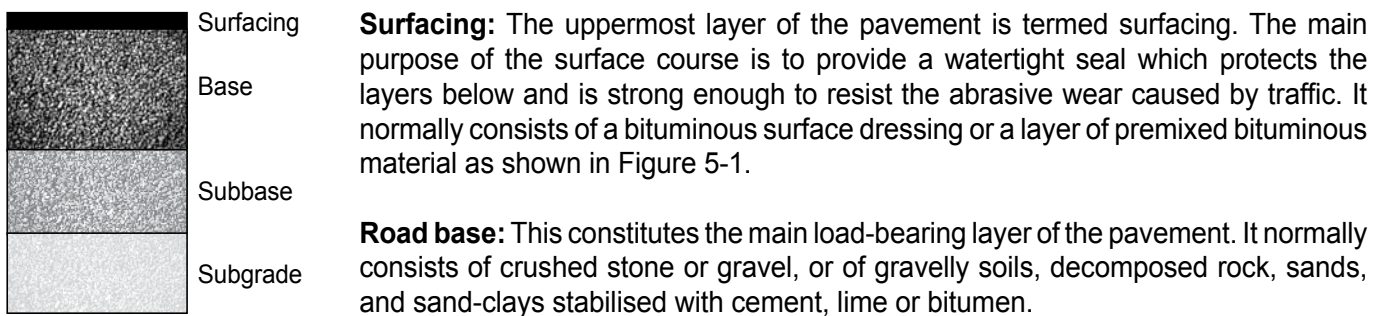 Surfacing
Base
Subbase
Subgrade
Surfacing: The uppermost layer of the pavement is termed surfacing. The main
purpose of the surface course is to provide a watertight seal which protects the
layers below and is strong enough to resist the abrasive wear caused by traffic. It
normally consists of a bituminous surface dressing or a layer of premixed bituminous
material as shown in Figure 5-1.
Road base: This constitutes the main load-bearing layer of the pavement. It normally
consists of crushed stone or gravel, or of gravelly soils, decomposed rock, sands,
and sand-clays stabilised with cement, lime or bitumen.